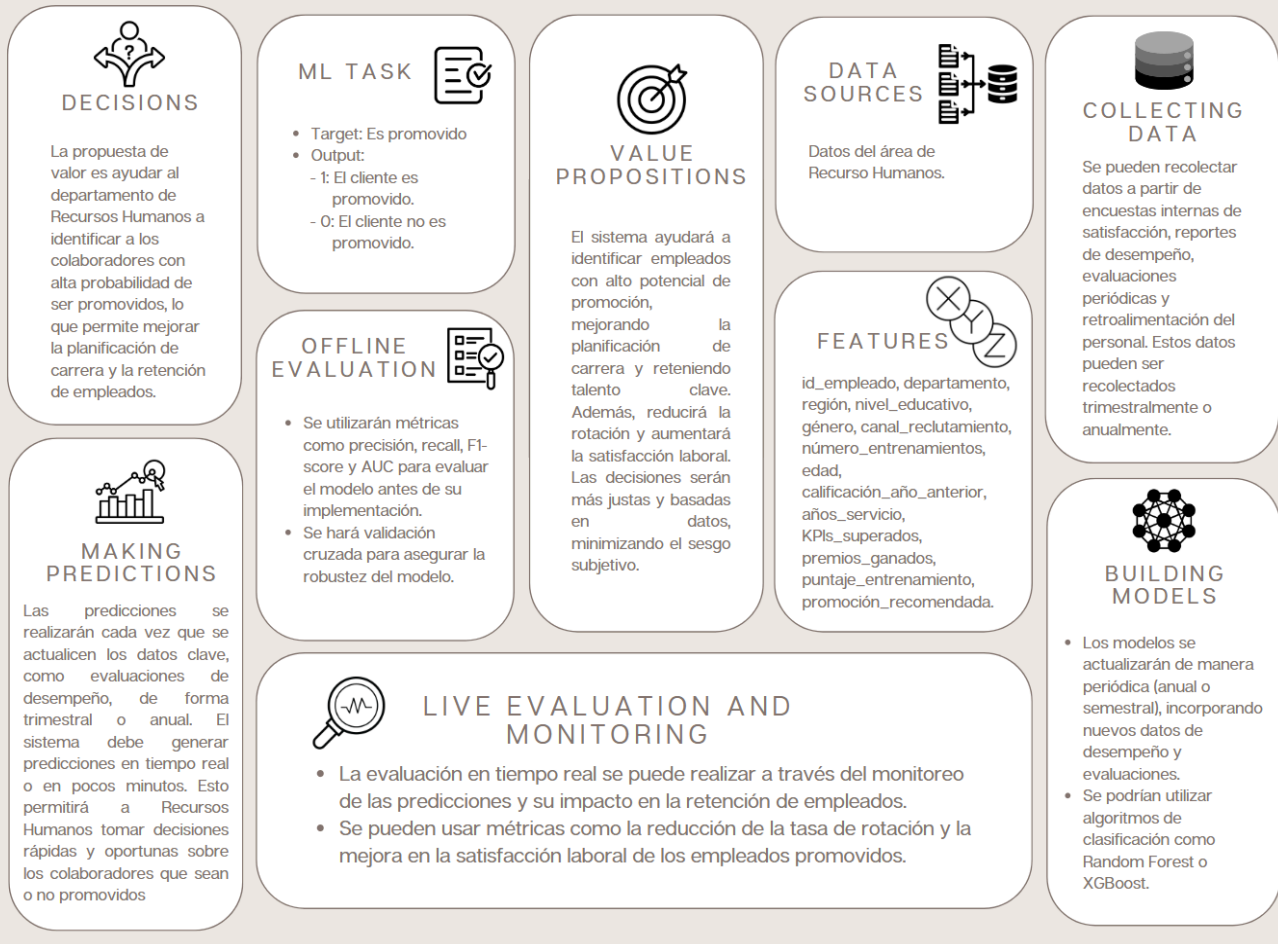 DECISIONS
La propuesta de
valor es ayudar al
departamento de
Recursos Humanos a
identificar a los
colaboradores con
alta probabilidad de
ser promovidos, lo
que permite mejorar
la planificación de
carrera y la retención
de empleados.
MAKING
PREDICTIONS
Las predicciones se
realizarán cada vez que se
actualicen los datos clave,
como evaluaciones de
desempeño, de forma
trimestral o anual. El
sistema debe generar
predicciones en tiempo real
o en pocos minutos. Esto
permitirá a Recursos
Humanos tomar decisiones
rápidas y oportunas sobre
los colaboradores que sean
o no promovidos
ML TASK
• Target: Es promovido
• Output:
- 1: El cliente es
promovido.
- 0: El cliente no es
promovido.
OFFLINE
EVALUATION
• Se utilizarán métricas
como precisión, recall, F1-
score y AUC para evaluar
el modelo antes de su
implementación.
• Se hará validación
cruzada para asegurar la
robustez del modelo.
VALUE
PROPOSITIONS
El sistema ayudará a
identificar empleados
con alto potencial de
promoción,
mejorando la
planificación de
carrera y reteniendo
talento clave.
Además, reducirá la
rotación y aumentará
la satisfacción laboral.
Las decisiones serán
más justas y basadas
en datos,
minimizando el sesgo
subjetivo.
DATA
SOURCES
Datos del área de
Recurso Humanos.
X
Y
Z
FEATURES
id_empleado, departamento,
región, nivel_educativo,
género, canal_reclutamiento,
número_entrenamientos,
edad,
calificación_año_anterior,
años_servicio,
KPIs_superados,
premios_ganados,
puntaje_entrenamiento,
promoción_recomendada.
COLLECTING
DATA
Se pueden recolectar
datos a partir de
encuestas internas de
satisfacción, reportes
de desempeño,
evaluaciones
periódicas y
retroalimentación del
personal. Estos datos
pueden ser
recolectados
trimestralmente o
anualmente.
BUILDING
MODELS
• Los modelos se
actualizarán de manera
periódica (anual o
semestral), incorporando
nuevos datos de
desempeño y
evaluaciones.
• Se podrían utilizar
algoritmos de
clasificación como
Random Forest o
XGBoost.
LIVE EVALUATION AND
MONITORING
• La evaluación en tiempo real se puede realizar a través del monitoreo
de las predicciones y su impacto en la retención de empleados.
• Se pueden usar métricas como la reducción de la tasa de rotación y la
mejora en la satisfacción laboral de los empleados promovidos.